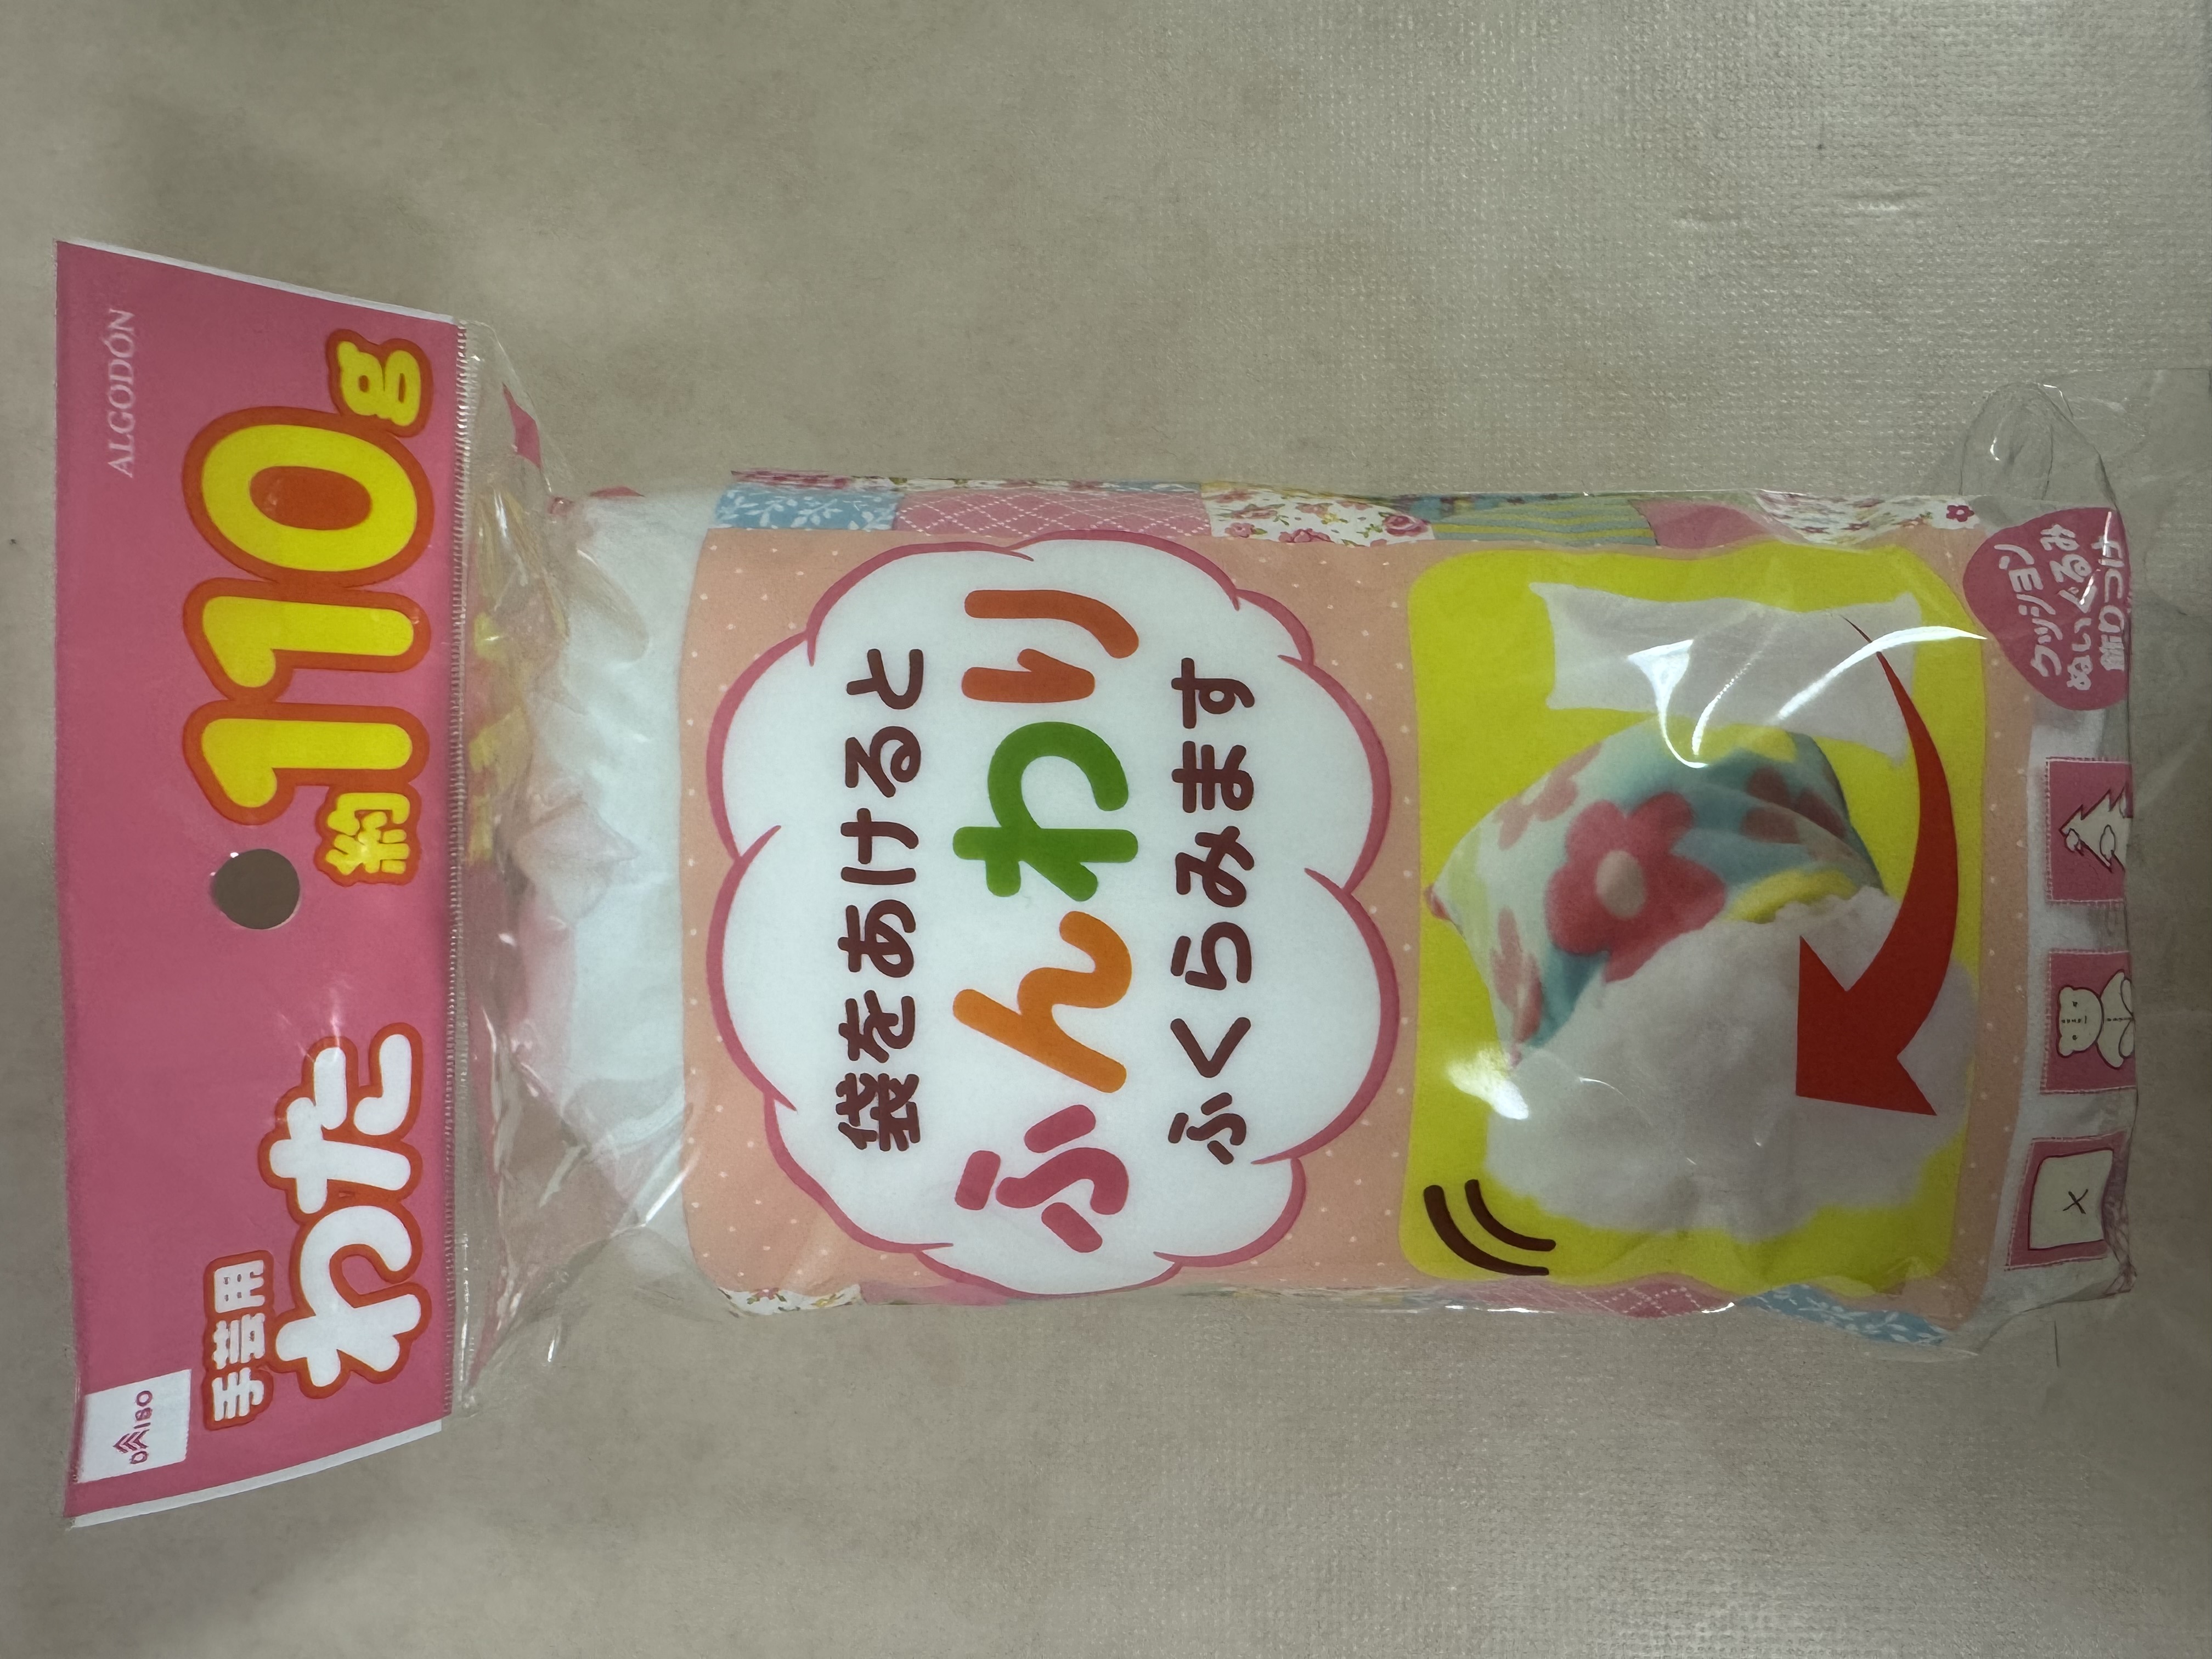 DAISO
ALGODÓN
手芸用
わた 約110g
袋をあけると
ふんわり
ふくらみます
クッション
ぬいぐるみ
飾りつけ